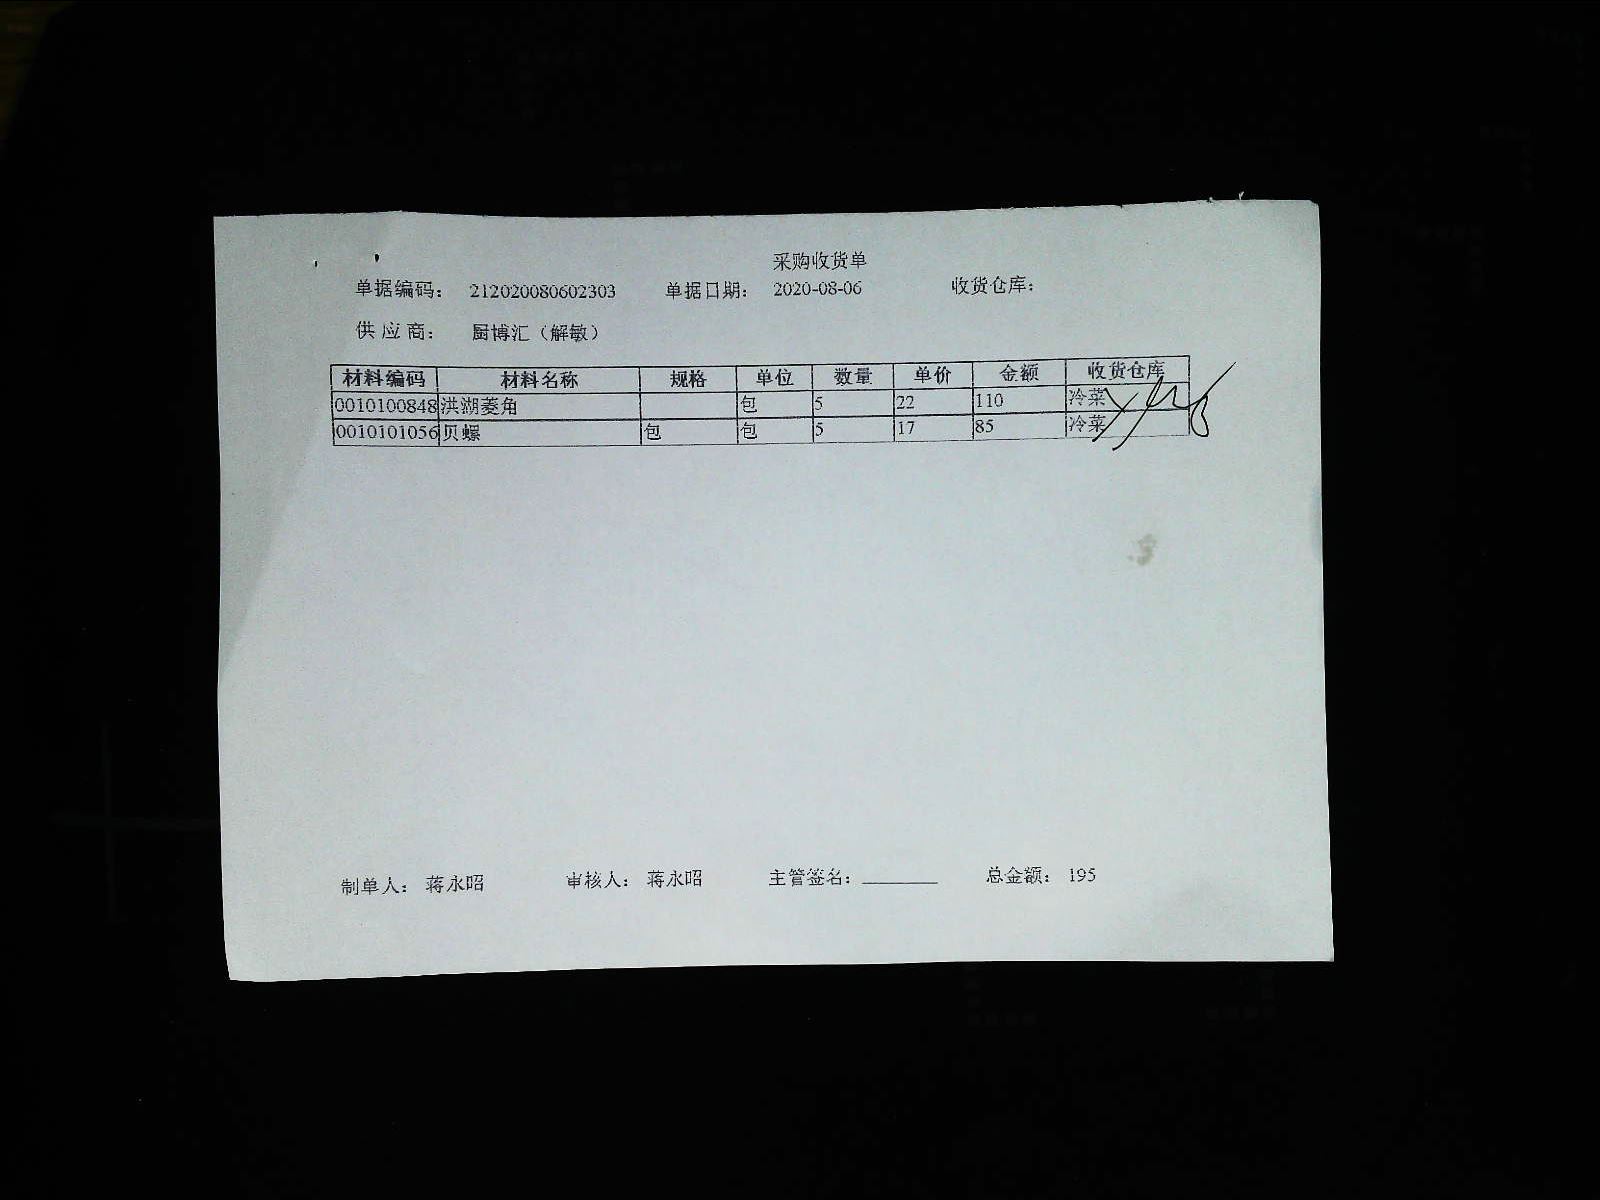 采购收货单
单据编码： 212020080602303 单据日期： 2020-08-06 收货仓库：
供应商： 厨博汇（解敏）
材料编码 材料名称 规格 单位 数量 单价 金额 收货仓库
0010100848 洪湖菱角 包 5 22 110 冷菜
0010101056 贝螺 包 包 5 17 85 冷菜
制单人： 蒋永昭 审核人： 蒋永昭 主管签名：________ 总金额： 195